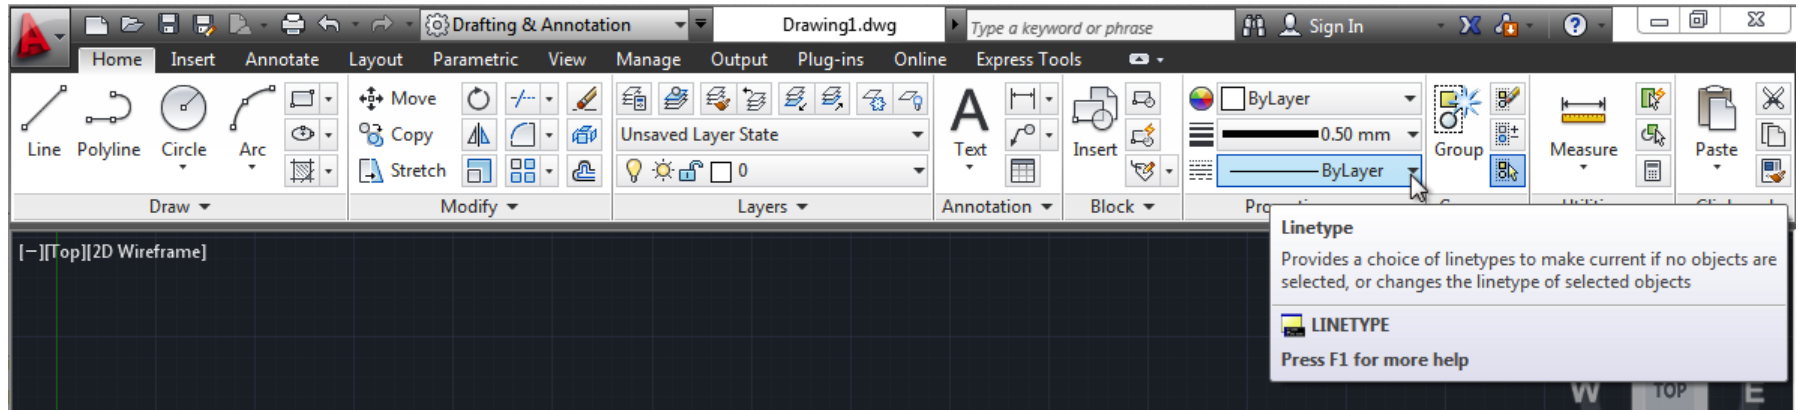 Drafting & Annotation
Drawing1.dwg
Type a keyword or phrase
Sign In
Home Insert Annotate Layout Parametric View Manage Output Plug-ins Online Express Tools
Line Polyline Circle Arc
Move
Copy
Stretch
Unsaved Layer State
0
Text
Insert
ByLayer
0.50 mm
ByLayer
Group
Measure
Paste
Draw Modify Layers Annotation Block
[−][Top][2D Wireframe]
Linetype
Provides a choice of linetypes to make current if no objects are
selected, or changes the linetype of selected objects
LINETYPE
Press F1 for more help
W TOP E